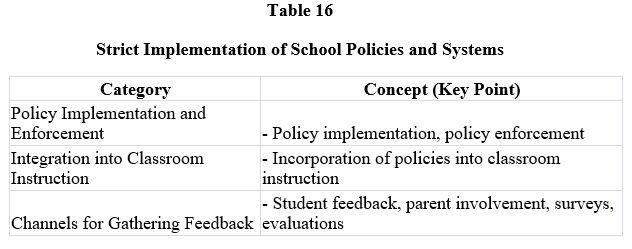 Table 16
Strict Implementation of School Policies and Systems
Category
Concept (Key Point)
Policy Implementation and
Enforcement
- Policy implementation, policy enforcement
Integration into Classroom
Instruction
- Incorporation of policies into classroom
instruction
Channels for Gathering Feedback
- Student feedback, parent involvement, surveys,
evaluations